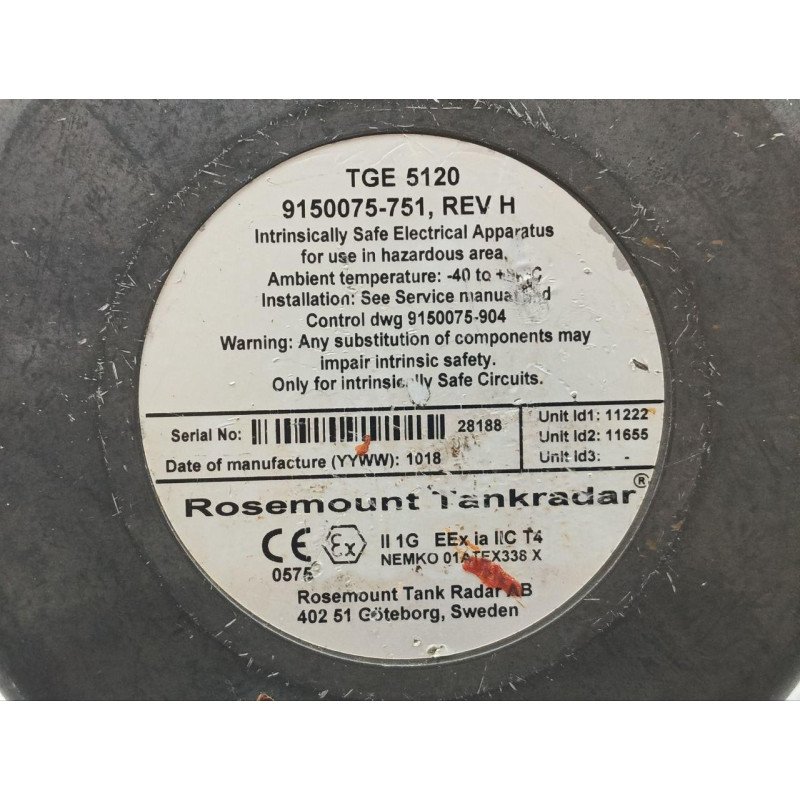 TGE 5120
9150075-751, REV H
Intrinsically Safe Electrical Apparatus
for use in hazardous area.
Ambient temperature: -40 to
Installation: See Service manual and
Control dwg 9150075-904
Warning: Any substitution of components may
impair intrinsic safety.
Only for intrinsically Safe Circuits.
Serial No: 28188
Date of manufacture (YYWW): 1018
Unit Id1: 11222
Unit Id2: 11655
Unit Id3: -
Rosemount Tankradar®
CE Ex II 1G EEx ia IIC T4
0575 NEMKO 01ATEX338 X
Rosemount Tank Radar AB
402 51 Göteborg, Sweden